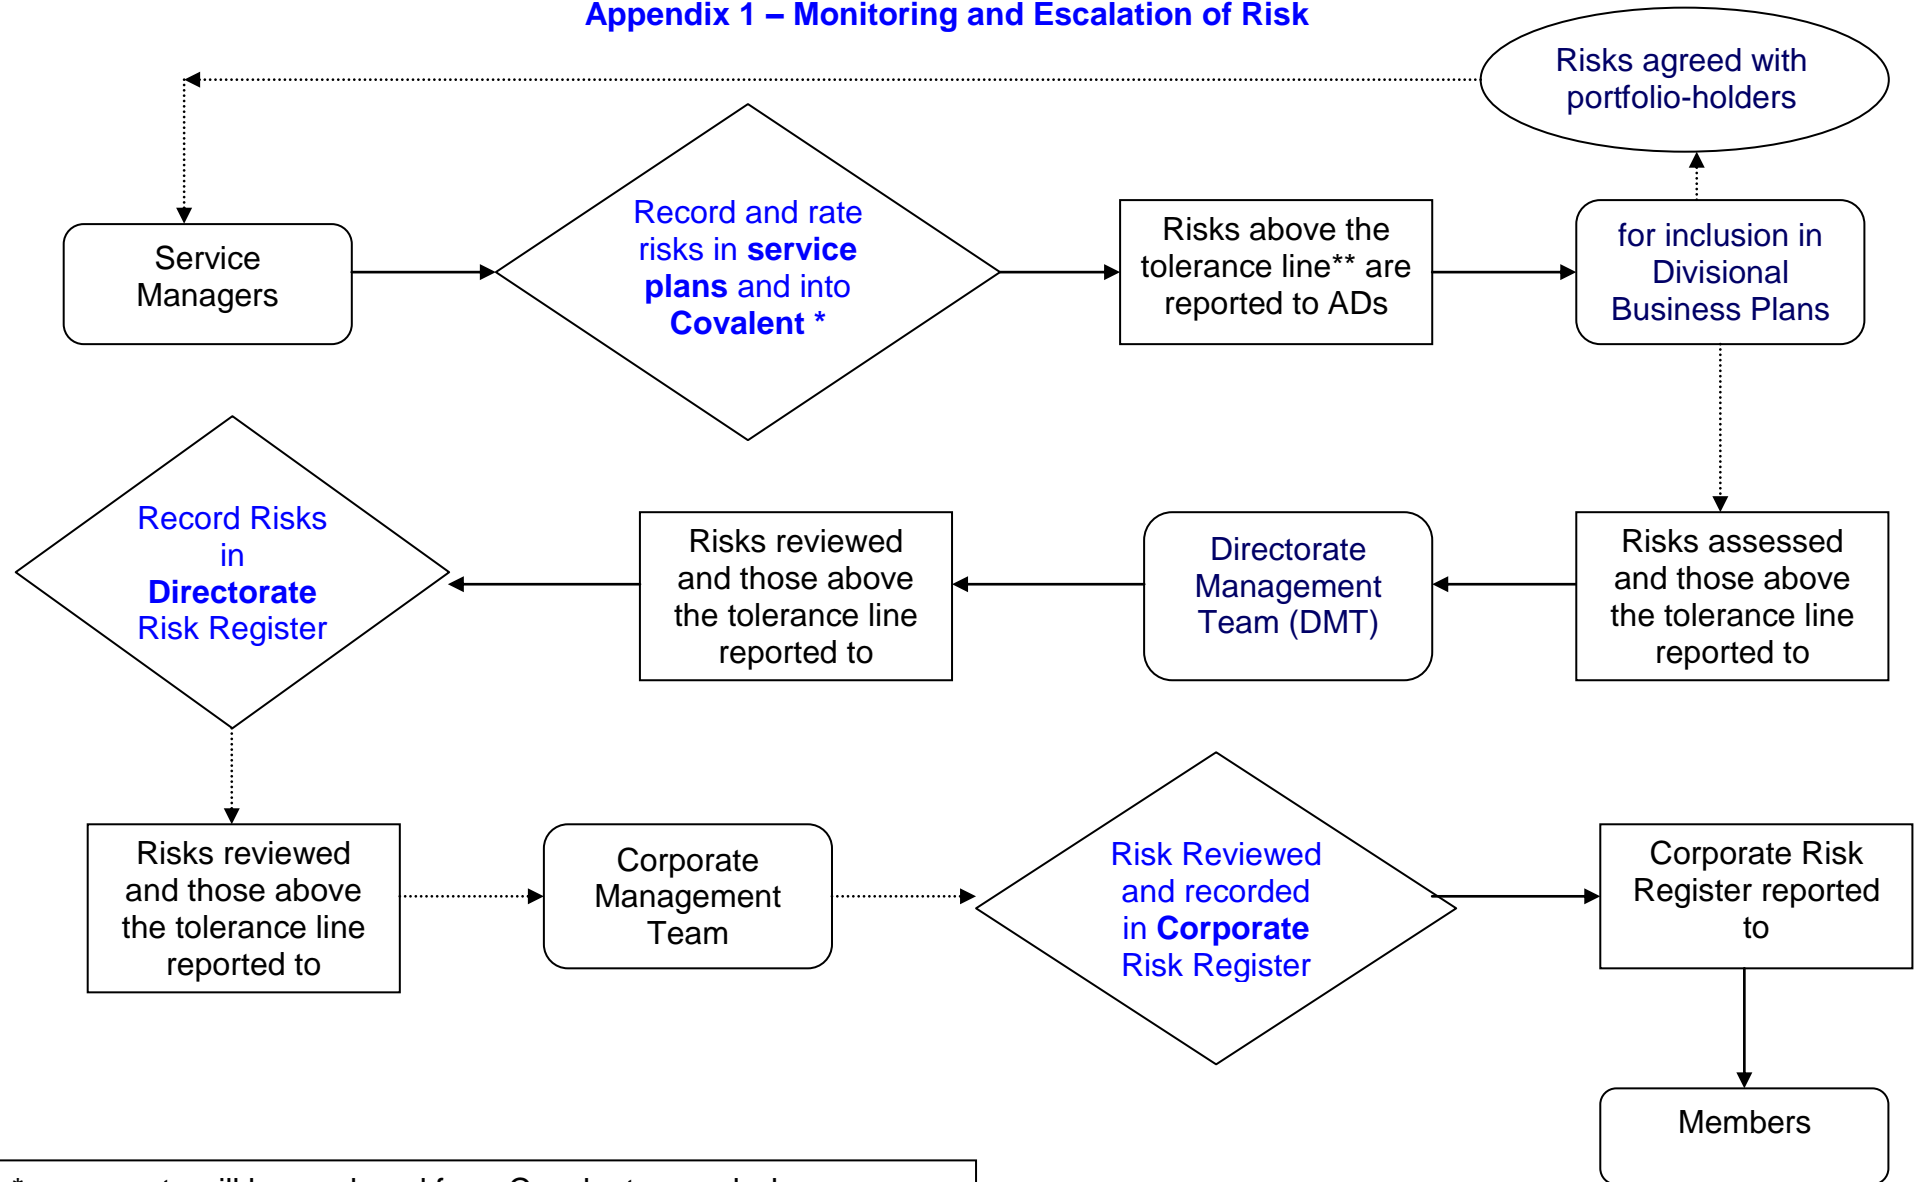 Appendix 1 – Monitoring and Escalation of Risk
Risks agreed with
portfolio-holders
Service
Managers
Record and rate
risks in service
plans and into
Covalent *
Risks above the
tolerance line** are
reported to ADs
for inclusion in
Divisional
Business Plans
Risks assessed
and those above
the tolerance line
reported to
Directorate
Management
Team (DMT)
Risks reviewed
and those above
the tolerance line
reported to
Record Risks
in
Directorate
Risk Register
Risks reviewed
and those above
the tolerance line
reported to
Corporate
Management
Team
Risk Reviewed
and recorded
in Corporate
Risk Register
Corporate Risk
Register reported
to
Members